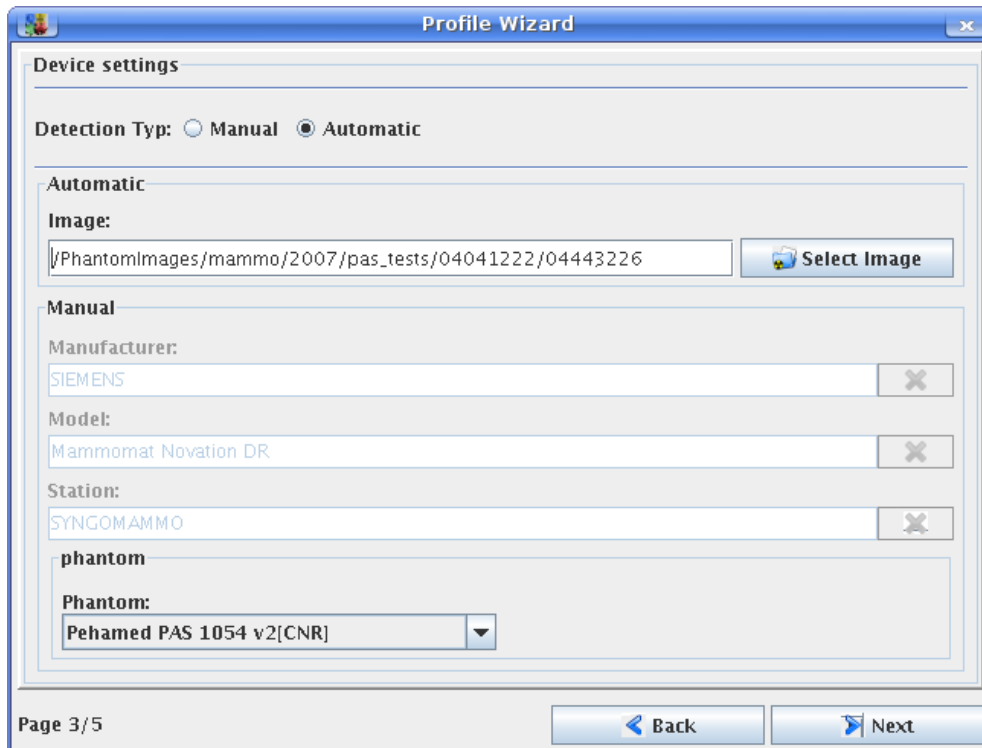 Profile Wizard
Device settings
Detection Typ: Manual Automatic
Automatic
Image:
/PhantomImages/mammo/2007/pas_tests/04041222/04443226 Select Image
Manual
Manufacturer:
SIEMENS
Model:
Mammomat Novation DR
Station:
SYNGOMAMMO
phantom
Phantom:
Pehamed PAS 1054 v2[CNR]
Page 3/5 Back Next